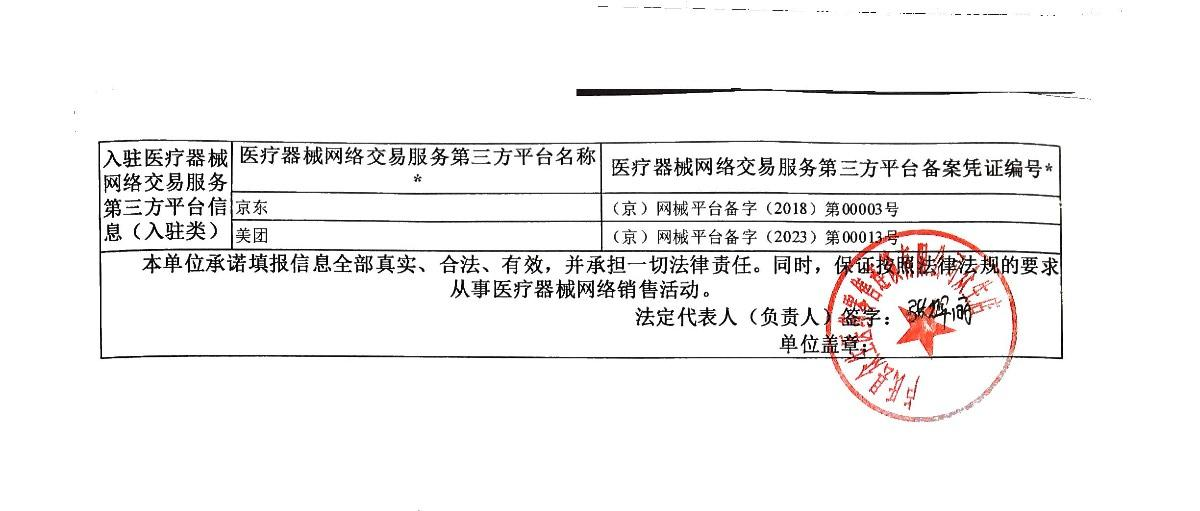 入驻医疗器械
网络交易服务
第三方平台信
息（入驻类）
医疗器械网络交易服务第三方平台名称
*
医疗器械网络交易服务第三方平台备案凭证编号*
京东
（京）网械平台备字（2018）第00003号
美团
（京）网械平台备字（2023）第00013号
本单位承诺填报信息全部真实、合法、有效，并承担一切法律责任。同时，保证按照法律法规的要求
从事医疗器械网络销售活动。
法定代表人（负责人）签字：
单位盖章：